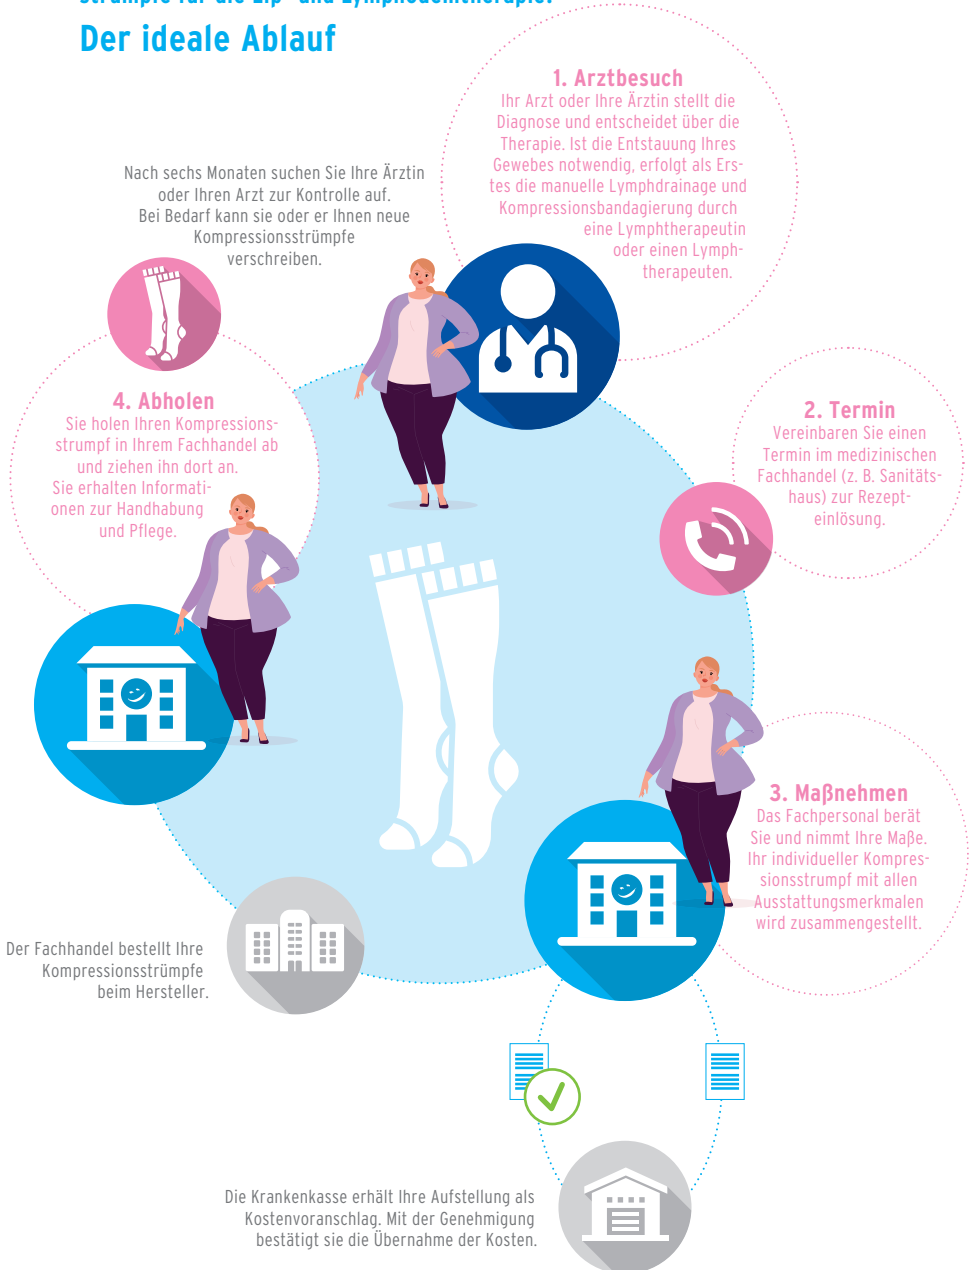 strümpfe für die Lip- und Lymphödemtherapie:
Der ideale Ablauf
1. Arztbesuch
Ihr Arzt oder Ihre Ärztin stellt die
Diagnose und entscheidet über die
Therapie. Ist die Entstauung Ihres
Gewebes notwendig, erfolgt als Ers-
tes die manuelle Lymphdrainage und
Kompressionsbandagierung durch
eine Lymphtherapeutin
oder einen Lymph-
therapeuten.
Nach sechs Monaten suchen Sie Ihre Ärztin
oder Ihren Arzt zur Kontrolle auf.
Bei Bedarf kann sie oder er Ihnen neue
Kompressionsstrümpfe
verschreiben.
2. Termin
Vereinbaren Sie einen
Termin im medizinischen
Fachhandel (z. B. Sanitäts-
haus) zur Rezept-
einlösung.
4. Abholen
Sie holen Ihren Kompressions-
strumpf in Ihrem Fachhandel ab
und ziehen ihn dort an.
Sie erhalten Informati-
onen zur Handhabung
und Pflege.
3. Maßnehmen
Das Fachpersonal berät
Sie und nimmt Ihre Maße.
Ihr individueller Kompres-
sionsstrumpf mit allen
Ausstattungsmerkmalen
wird zusammengestellt.
Der Fachhandel bestellt Ihre
Kompressionsstrümpfe
beim Hersteller.
Die Krankenkasse erhält Ihre Aufstellung als
Kostenvoranschlag. Mit der Genehmigung
bestätigt sie die Übernahme der Kosten.